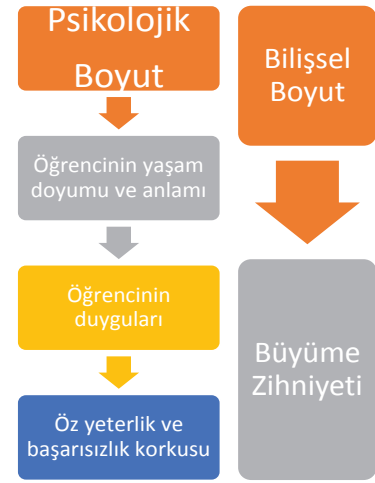 Psikolojik
Boyut
Öğrencinin yaşam
doyumu ve anlamı
Öğrencinin
duyguları
Öz yeterlik ve
başarısızlık korkusu
Bilişsel
Boyut
Büyüme
Zihniyeti